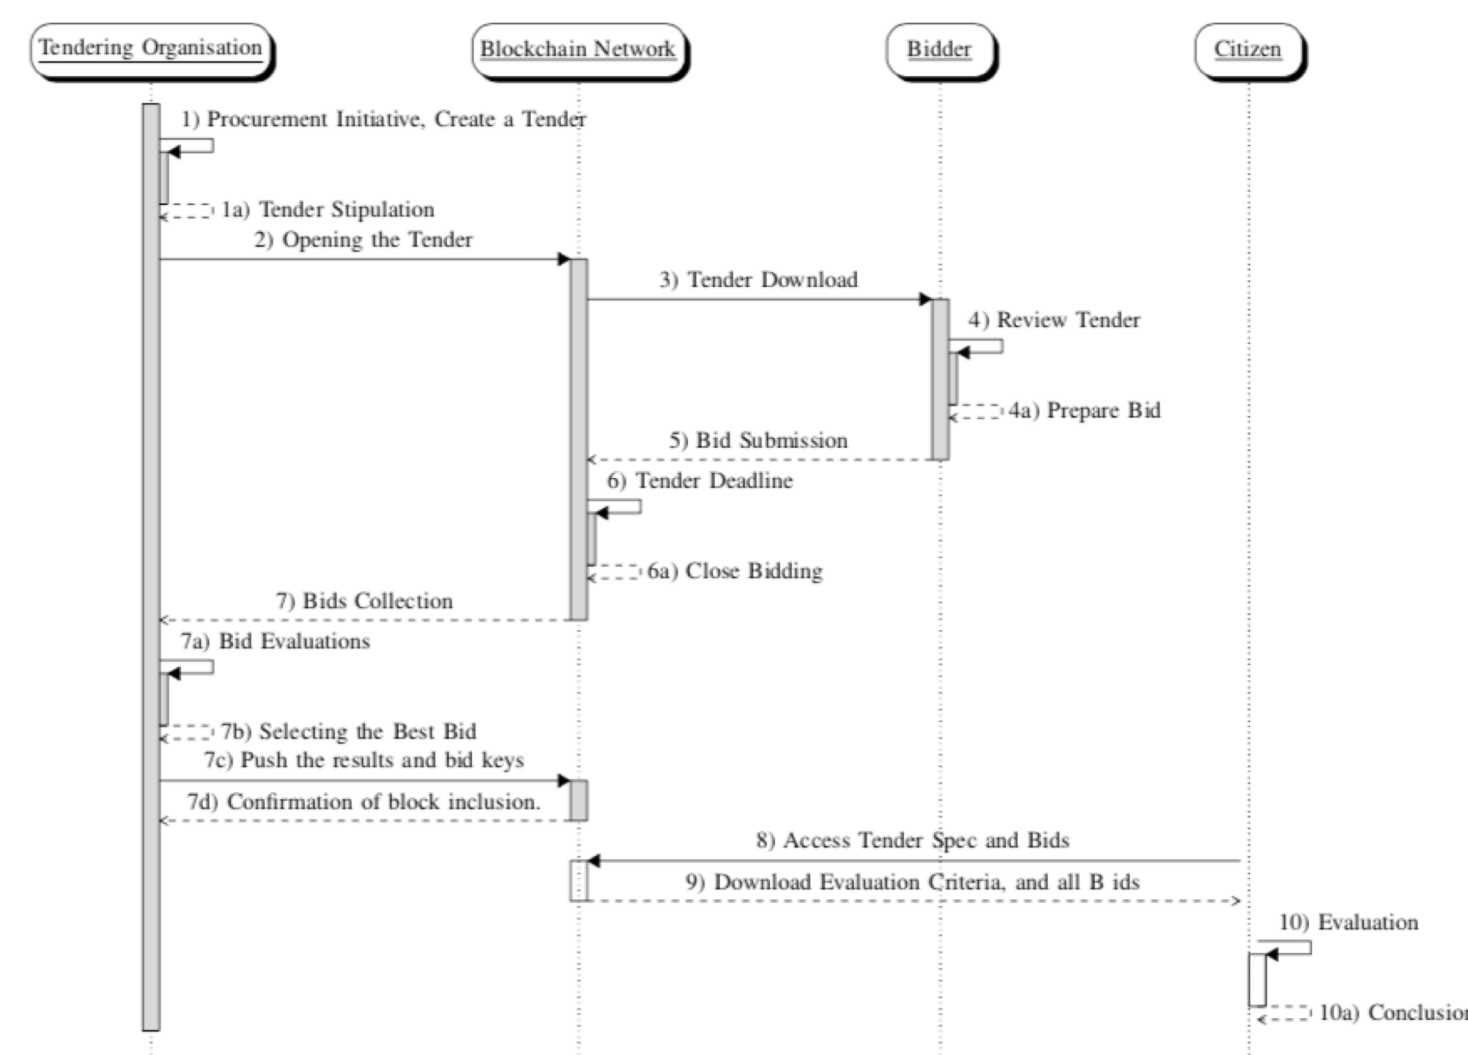 Tendering Organisation
Blockchain Network
Bidder
Citizen
1) Procurement Initiative, Create a Tender
1a) Tender Stipulation
2) Opening the Tender
3) Tender Download
4) Review Tender
4a) Prepare Bid
5) Bid Submission
6) Tender Deadline
6a) Close Bidding
7) Bids Collection
7a) Bid Evaluations
7b) Selecting the Best Bid
7c) Push the results and bid keys
7d) Confirmation of block inclusion.
8) Access Tender Spec and Bids
9) Download Evaluation Criteria, and all B ids
10) Evaluation
10a) Conclusion